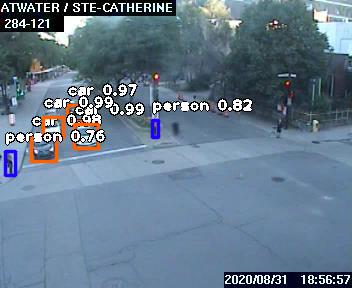 ATWATER / STE-CATHERINE
284-121
car 0.97
car 0.99
car 0.99
person 0.82
car 0.98
person 0.76
2020/08/31 18:56:57